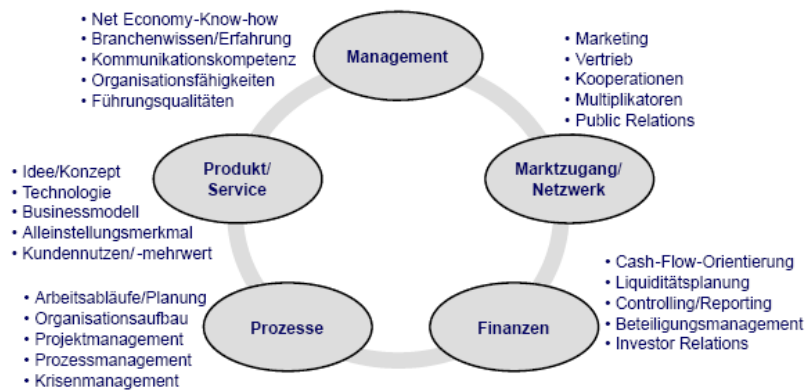 • Net Economy-Know-how
• Branchenwissen/Erfahrung
• Kommunikationskompetenz
• Organisationsfähigkeiten
• Führungsqualitäten
Management
• Marketing
• Vertrieb
• Kooperationen
• Multiplikatoren
• Public Relations
• Idee/Konzept
• Technologie
• Businessmodell
• Alleinstellungsmerkmal
• Kundennutzen/ -mehrwert
Produkt/
Service
Marktzugang/
Netzwerk
• Arbeitsabläufe/Planung
• Organisationsaufbau
• Projektmanagement
• Prozessmanagement
• Krisenmanagement
Prozesse
Finanzen
• Cash-Flow-Orientierung
• Liquiditätsplanung
• Controlling/Reporting
• Beteiligungsmanagement
• Investor Relations